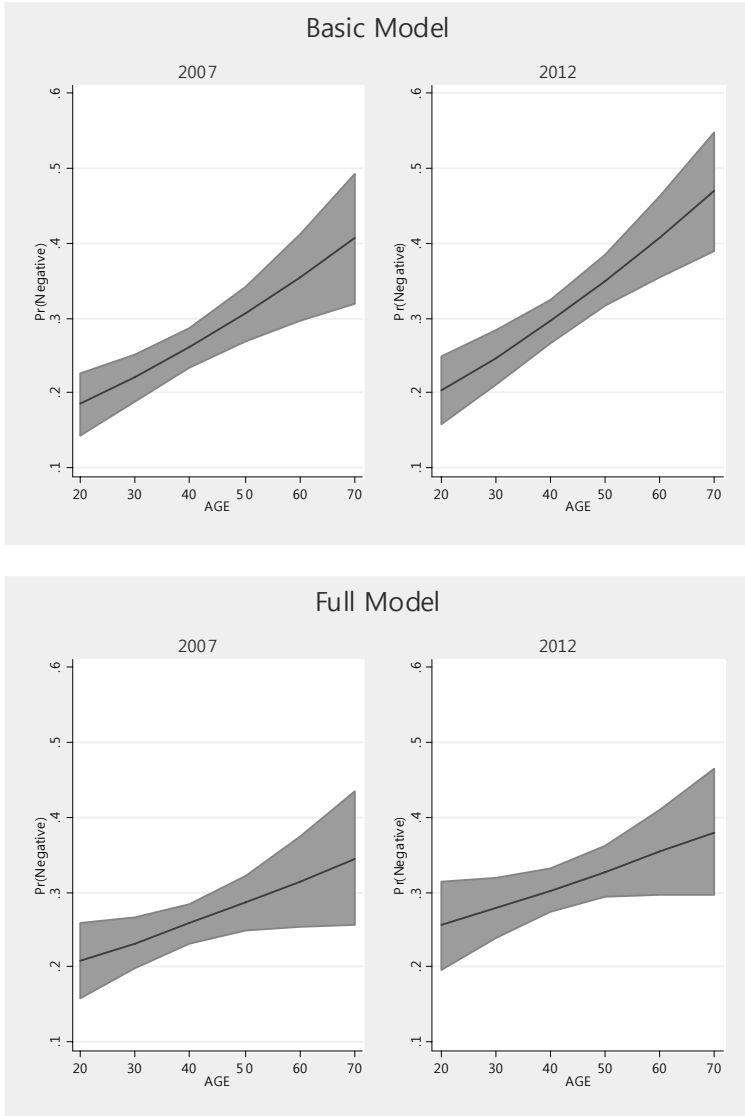 Basic Model
2007
2012
Pr(Negative)
.6
.5
.4
.3
.2
.1
20 30 40 50 60 70
AGE
Pr(Negative)
.6
.5
.4
.3
.2
.1
20 30 40 50 60 70
AGE
Full Model
2007
2012
Pr(Negative)
.6
.5
.4
.3
.2
.1
20 30 40 50 60 70
AGE
Pr(Negative)
.6
.5
.4
.3
.2
.1
20 30 40 50 60 70
AGE